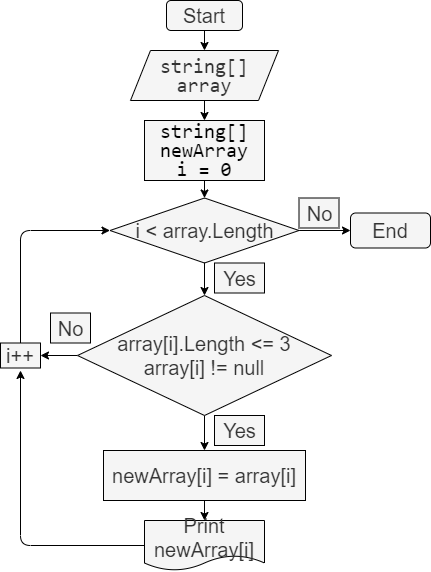 Start
string[]
array
string[]
newArray
i = 0
i < array.Length
No
End
Yes
No
array[i].Length <= 3
array[i] != null
i++
Yes
newArray[i] = array[i]
Print
newArray[i]